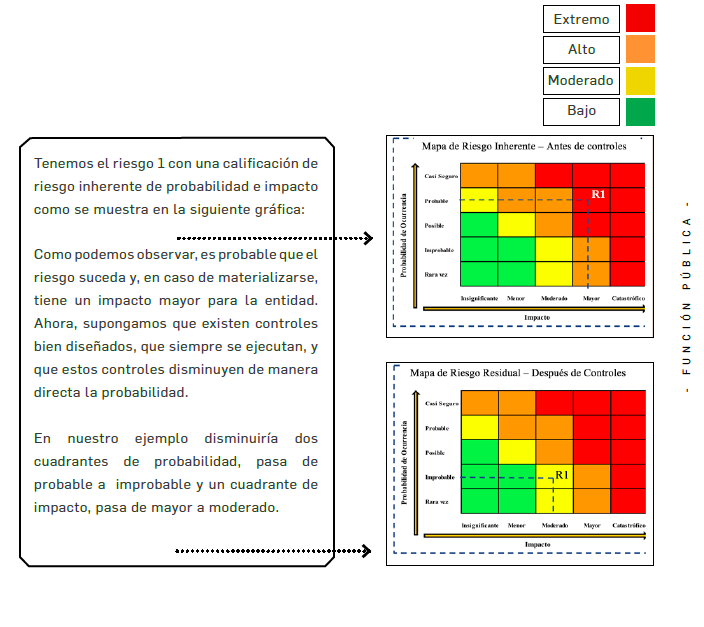 Extremo
Alto
Moderado
Bajo
Tenemos el riesgo 1 con una calificación de
riesgo inherente de probabilidad e impacto
como se muestra en la siguiente gráfica:
Como podemos observar, es probable que el
riesgo suceda y, en caso de materializarse,
tiene un impacto mayor para la entidad.
Ahora, supongamos que existen controles
bien diseñados, que siempre se ejecutan, y
que estos controles disminuyen de manera
directa la probabilidad.
En nuestro ejemplo disminuiría dos
cuadrantes de probabilidad, pasa de
probable a improbable y un cuadrante de
impacto, pasa de mayor a moderado.
Mapa de Riesgo Inherente – Antes de controles
Probabilidad de Ocurrencia
Casi Seguro
Probable
R1
Posible
Improbable
Rara vez
Insignificante Menor Moderado Mayor Catastrófico
Impacto
Mapa de Riesgo Residual – Después de Controles
Probabilidad de Ocurrencia
Casi Seguro
Probable
Posible
Improbable
R1
Rara vez
Insignificante Menor Moderado Mayor Catastrófico
Impacto
- FUNCIÓN PÚBLICA -